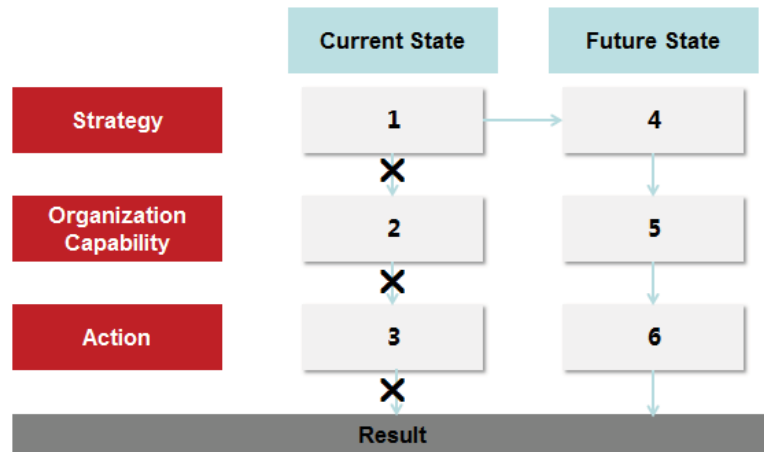 Current State
Future State
Strategy
1
4
Organization
Capability
2
5
Action
3
6
Result